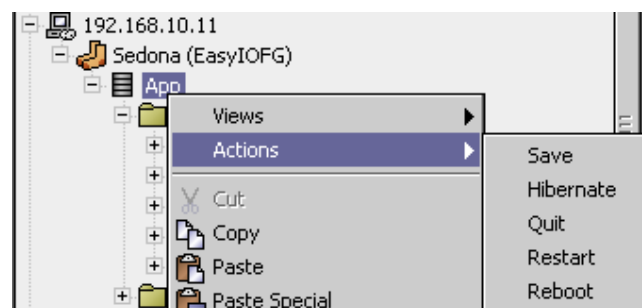 192.168.10.11
Sedona (EasyIOFG)
App
Views
Actions
Save
Hibernate
Quit
Restart
Reboot
Cut
Copy
Paste
Paste Special